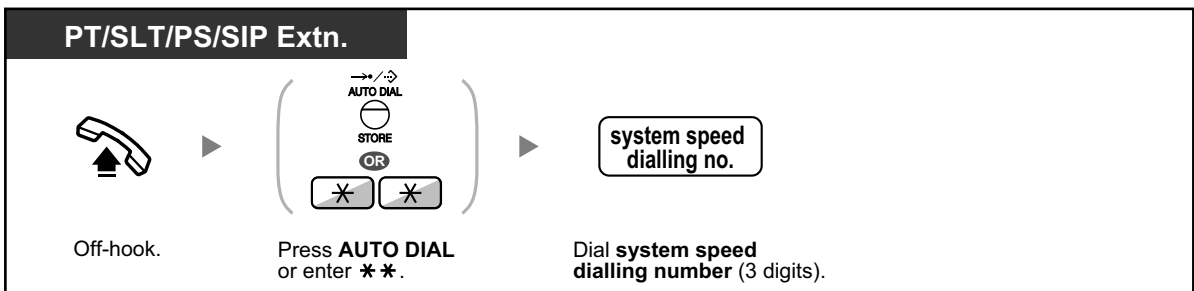 PT/SLT/PS/SIP Extn.
AUTO DIAL
STORE
OR
system speed
dialling no.
Off-hook.
Press AUTO DIAL
or enter ✱✱.
Dial system speed
dialling number (3 digits).